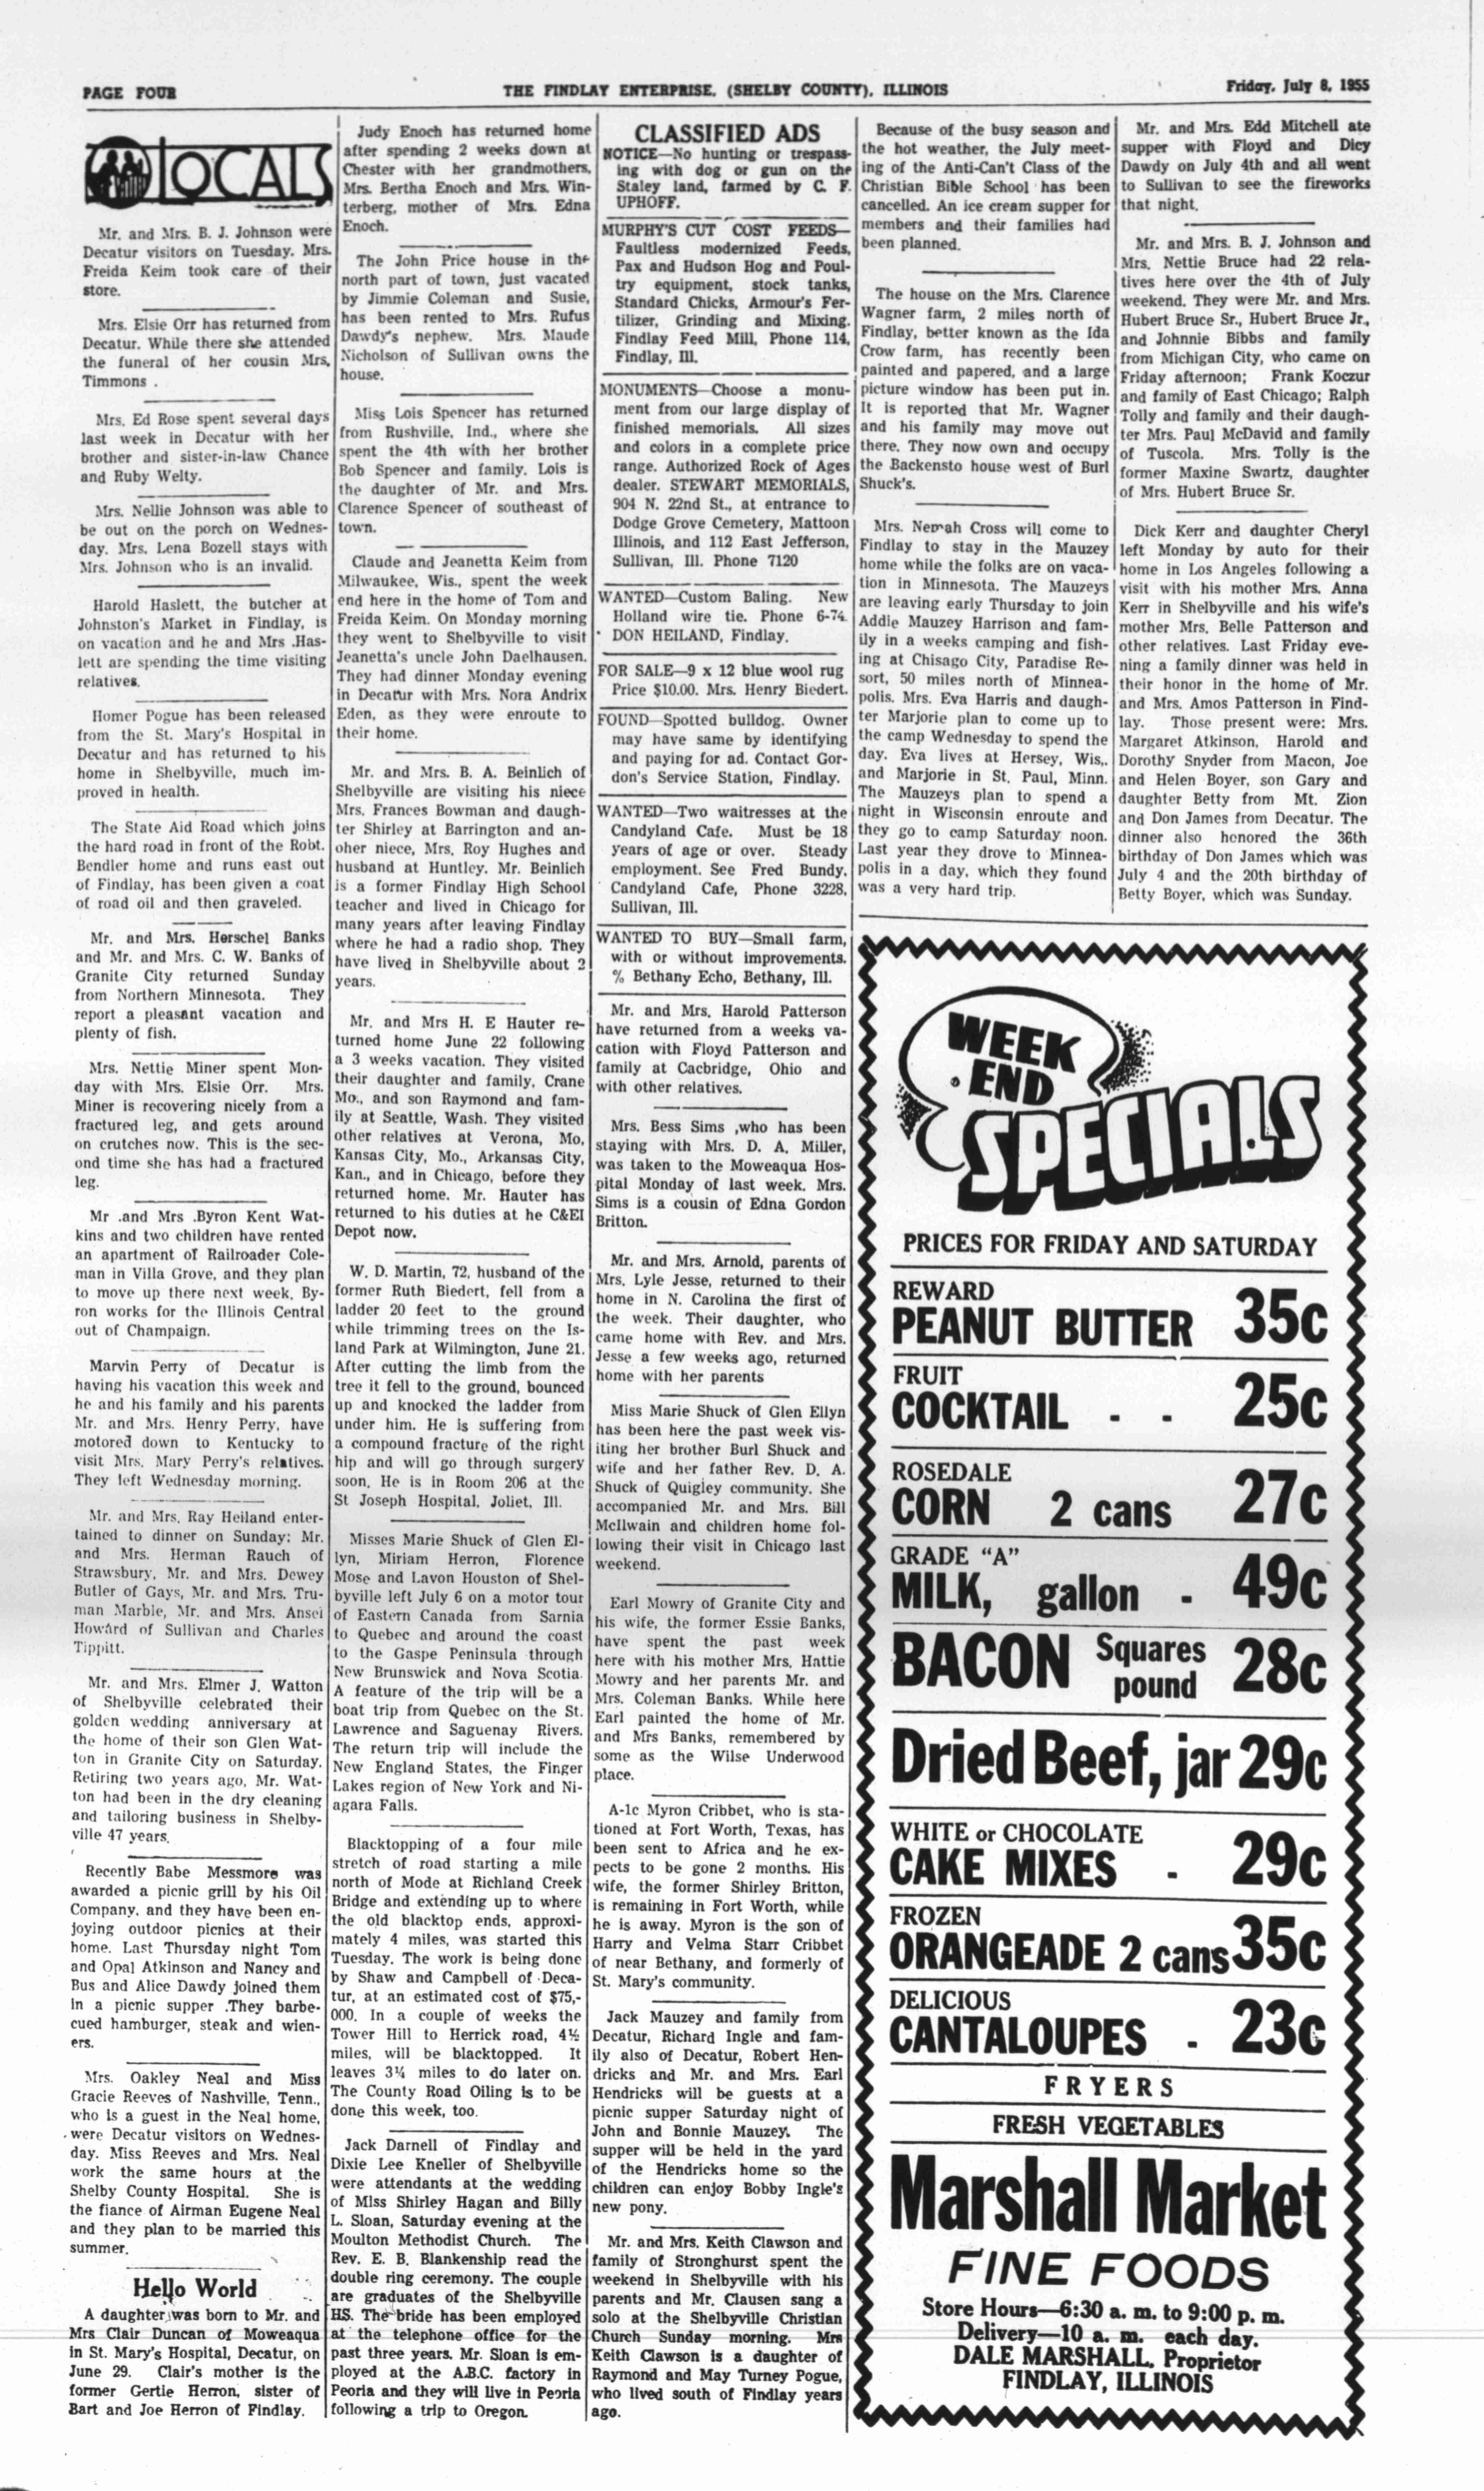 PAGE FOUR
THE FINDLAY ENTERPRISE, (SHELBY COUNTY), ILLINOIS
Friday, July 8, 1955
LOCALS
Mr. and Mrs. B. J. Johnson were
Decatur visitors on Tuesday. Mrs.
Freida Keim took care of their
store.
Mrs. Elsie Orr has returned from
Decatur. While there she attended
the funeral of her cousin Mrs.
Timmons .
Mrs. Ed Rose spent several days
last week in Decatur with her
brother and sister-in-law Chance
and Ruby Welty.
Mrs. Nellie Johnson was able to
be out on the porch on Wednes-
day. Mrs. Lena Bozell stays with
Mrs. Johnson who is an invalid.
Harold Haslett, the butcher at
Johnston's Market in Findlay, is
on vacation and he and Mrs .Has-
lett are spending the time visiting
relatives.
Homer Pogue has been released
from the St. Mary's Hospital in
Decatur and has returned to his
home in Shelbyville, much im-
proved in health.
The State Aid Road which joins
the hard road in front of the Robt.
Bendler home and runs east out
of Findlay, has been given a coat
of road oil and then graveled.
Mr. and Mrs. Herschel Banks
and Mr. and Mrs. C. W. Banks of
Granite City returned Sunday
from Northern Minnesota. They
report a pleasant vacation and
plenty of fish.
Mrs. Nettie Miner spent Mon-
day with Mrs. Elsie Orr. Mrs.
Miner is recovering nicely from a
fractured leg, and gets around
on crutches now. This is the sec-
ond time she has had a fractured
leg.
Mr .and Mrs .Byron Kent Wat-
kins and two children have rented
an apartment of Railroader Cole-
man in Villa Grove, and they plan
to move up there next week. By-
ron works for the Illinois Central
out of Champaign.
Marvin Perry of Decatur is
having his vacation this week and
he and his family and his parents
Mr. and Mrs. Henry Perry, have
motored down to Kentucky to
visit Mrs. Mary Perry's relatives.
They left Wednesday morning.
Mr. and Mrs. Ray Heiland enter-
tained to dinner on Sunday: Mr.
and Mrs. Herman Rauch of
Strawsbury, Mr. and Mrs. Dewey
Butler of Gays, Mr. and Mrs. Tru-
man Marble, Mr. and Mrs. Ansel
Howard of Sullivan and Charles
Tippitt.
Mr. and Mrs. Elmer J. Watton
of Shelbyville celebrated their
golden wedding anniversary at
the home of their son Glen Wat-
ton in Granite City on Saturday.
Retiring two years ago, Mr. Wat-
ton had been in the dry cleaning
and tailoring business in Shelby-
ville 47 years.
Recently Babe Messmore was
awarded a picnic grill by his Oil
Company, and they have been en-
joying outdoor picnics at their
home. Last Thursday night Tom
and Opal Atkinson and Nancy and
Bus and Alice Dawdy joined them
in a picnic supper .They barbe-
cued hamburger, steak and wien-
ers.
Mrs. Oakley Neal and Miss
Gracie Reeves of Nashville, Tenn.,
who is a guest in the Neal home,
were Decatur visitors on Wednes-
day. Miss Reeves and Mrs. Neal
work the same hours at the
Shelby County Hospital. She is
the fiance of Airman Eugene Neal
and they plan to be married this
summer.
Hello World
A daughter was born to Mr. and
Mrs Clair Duncan of Moweaqua
in St. Mary's Hospital, Decatur, on
June 29. Clair's mother is the
former Gertie Herron, sister of
Bart and Joe Herron of Findlay.
Judy Enoch has returned home
after spending 2 weeks down at
Chester with her grandmothers,
Mrs. Bertha Enoch and Mrs. Win-
terberg, mother of Mrs. Edna
Enoch.
The John Price house in the
north part of town, just vacated
by Jimmie Coleman and Susie,
has been rented to Mrs. Rufus
Dawdy's nephew. Mrs. Maude
Nicholson of Sullivan owns the
house.
Miss Lois Spencer has returned
from Rushville, Ind., where she
spent the 4th with her brother
Bob Spencer and family. Lois is
the daughter of Mr. and Mrs.
Clarence Spencer of southeast of
town.
Claude and Jeanetta Keim from
Milwaukee, Wis., spent the week
end here in the home of Tom and
Freida Keim. On Monday morning
they went to Shelbyville to visit
Jeanetta's uncle John Daelhausen.
They had dinner Monday evening
in Decatur with Mrs. Nora Andrix
Eden, as they were enroute to
their home.
Mr. and Mrs. B. A. Beinlich of
Shelbyville are visiting his niece
Mrs. Frances Bowman and daugh-
ter Shirley at Barrington and an-
oher niece, Mrs. Roy Hughes and
husband at Huntley. Mr. Beinlich
is a former Findlay High School
teacher and lived in Chicago for
many years after leaving Findlay
where he had a radio shop. They
have lived in Shelbyville about 2
years.
Mr. and Mrs H. E Hauter re-
turned home June 22 following
a 3 weeks vacation. They visited
their daughter and family, Crane
Mo., and son Raymond and fam-
ily at Seattle, Wash. They visited
other relatives at Verona, Mo,
Kansas City, Mo., Arkansas City,
Kan., and in Chicago, before they
returned home. Mr. Hauter has
returned to his duties at he C&EI
Depot now.
W. D. Martin, 72, husband of the
former Ruth Biedert, fell from a
ladder 20 feet to the ground
while trimming trees on the Is-
land Park at Wilmington, June 21.
After cutting the limb from the
tree it fell to the ground, bounced
up and knocked the ladder from
under him. He is suffering from
a compound fracture of the right
hip and will go through surgery
soon. He is in Room 206 at the
St Joseph Hospital, Joliet, Ill.
Misses Marie Shuck of Glen El-
lyn, Miriam Herron, Florence
Mose and Lavon Houston of Shel-
byville left July 6 on a motor tour
of Eastern Canada from Sarnia
to Quebec and around the coast
to the Gaspe Peninsula through
New Brunswick and Nova Scotia.
A feature of the trip will be a
boat trip from Quebec on the St.
Lawrence and Saguenay Rivers.
The return trip will include the
New England States, the Finger
Lakes region of New York and Ni-
agara Falls.
Blacktopping of a four mile
stretch of road starting a mile
north of Mode at Richland Creek
Bridge and extending up to where
the old blacktop ends, approxi-
mately 4 miles, was started this
Tuesday. The work is being done
by Shaw and Campbell of Deca-
tur, at an estimated cost of $75,-
000. In a couple of weeks the
Tower Hill to Herrick road, 4½
miles, will be blacktopped. It
leaves 3¼ miles to do later on.
The County Road Oiling is to be
done this week, too.
Jack Darnell of Findlay and
Dixie Lee Kneller of Shelbyville
were attendants at the wedding
of Miss Shirley Hagan and Billy
L. Sloan, Saturday evening at the
Moulton Methodist Church. The
Rev. E. B. Blankenship read the
double ring ceremony. The couple
are graduates of the Shelbyville
HS. The bride has been employed
at the telephone office for the
past three years. Mr. Sloan is em-
ployed at the A.B.C. factory in
Peoria and they will live in Peoria
following a trip to Oregon.
CLASSIFIED ADS
NOTICE—No hunting or trespass-
ing with dog or gun on the
Staley land, farmed by C. F.
UPHOFF.
MURPHY'S CUT COST FEEDS—
Faultless modernized Feeds,
Pax and Hudson Hog and Poul-
try equipment, stock tanks,
Standard Chicks, Armour's Fer-
tilizer, Grinding and Mixing.
Findlay Feed Mill, Phone 114,
Findlay, Ill.
MONUMENTS—Choose a monu-
ment from our large display of
finished memorials. All sizes
and colors in a complete price
range. Authorized Rock of Ages
dealer. STEWART MEMORIALS,
904 N. 22nd St., at entrance to
Dodge Grove Cemetery, Mattoon
Illinois, and 112 East Jefferson,
Sullivan, Ill. Phone 7120
WANTED—Custom Baling. New
Holland wire tie. Phone 6-74.
DON HEILAND, Findlay.
FOR SALE—9 x 12 blue wool rug
Price $10.00. Mrs. Henry Biedert.
FOUND—Spotted bulldog. Owner
may have same by identifying
and paying for ad. Contact Gor-
don's Service Station, Findlay.
WANTED—Two waitresses at the
Candyland Cafe. Must be 18
years of age or over. Steady
employment. See Fred Bundy,
Candyland Cafe, Phone 3228,
Sullivan, Ill.
WANTED TO BUY—Small farm,
with or without improvements.
% Bethany Echo, Bethany, Ill.
Mr. and Mrs. Harold Patterson
have returned from a weeks va-
cation with Floyd Patterson and
family at Cacbridge, Ohio and
with other relatives.
Mrs. Bess Sims ,who has been
staying with Mrs. D. A. Miller,
was taken to the Moweaqua Hos-
pital Monday of last week. Mrs.
Sims is a cousin of Edna Gordon
Britton.
Mr. and Mrs. Arnold, parents of
Mrs. Lyle Jesse, returned to their
home in N. Carolina the first of
the week. Their daughter, who
came home with Rev. and Mrs.
Jesse a few weeks ago, returned
home with her parents
Miss Marie Shuck of Glen Ellyn
has been here the past week vis-
iting her brother Burl Shuck and
wife and her father Rev. D. A.
Shuck of Quigley community. She
accompanied Mr. and Mrs. Bill
McIlwain and children home fol-
lowing their visit in Chicago last
weekend.
Earl Mowry of Granite City and
his wife, the former Essie Banks,
have spent the past week
here with his mother Mrs. Hattie
Mowry and her parents Mr. and
Mrs. Coleman Banks. While here
Earl painted the home of Mr.
and Mrs Banks, remembered by
some as the Wilse Underwood
place.
A-1c Myron Cribbet, who is sta-
tioned at Fort Worth, Texas, has
been sent to Africa and he ex-
pects to be gone 2 months. His
wife, the former Shirley Britton,
is remaining in Fort Worth, while
he is away. Myron is the son of
Harry and Velma Starr Cribbet
of near Bethany, and formerly of
St. Mary's community.
Jack Mauzey and family from
Decatur, Richard Ingle and fam-
ily also of Decatur, Robert Hen-
dricks and Mr. and Mrs. Earl
Hendricks will be guests at a
picnic supper Saturday night of
John and Bonnie Mauzey. The
supper will be held in the yard
of the Hendricks home so the
children can enjoy Bobby Ingle's
new pony.
Mr. and Mrs. Keith Clawson and
family of Stronghurst spent the
weekend in Shelbyville with his
parents and Mr. Clausen sang a
solo at the Shelbyville Christian
Church Sunday morning. Mrs
Keith Clawson is a daughter of
Raymond and May Turney Pogue,
who lived south of Findlay years
ago.
Because of the busy season and
the hot weather, the July meet-
ing of the Anti-Can't Class of the
Christian Bible School has been
cancelled. An ice cream supper for
members and their families had
been planned.
The house on the Mrs. Clarence
Wagner farm, 2 miles north of
Findlay, better known as the Ida
Crow farm, has recently been
painted and papered, and a large
picture window has been put in.
It is reported that Mr. Wagner
and his family may move out
there. They now own and occupy
the Backensto house west of Burl
Shuck's.
Mrs. Nemah Cross will come to
Findlay to stay in the Mauzey
home while the folks are on vaca-
tion in Minnesota. The Mauzeys
are leaving early Thursday to join
Addie Mauzey Harrison and fam-
ily in a weeks camping and fish-
ing at Chisago City, Paradise Re-
sort, 50 miles north of Minnea-
polis. Mrs. Eva Harris and daugh-
ter Marjorie plan to come up to
the camp Wednesday to spend the
day. Eva lives at Hersey, Wis.,
and Marjorie in St. Paul, Minn.
The Mauzeys plan to spend a
night in Wisconsin enroute and
they go to camp Saturday noon.
Last year they drove to Minnea-
polis in a day, which they found
was a very hard trip.
Mr. and Mrs. Edd Mitchell ate
supper with Floyd and Dicy
Dawdy on July 4th and all went
to Sullivan to see the fireworks
that night.
Mr. and Mrs. B. J. Johnson and
Mrs. Nettie Bruce had 22 rela-
tives here over the 4th of July
weekend. They were Mr. and Mrs.
Hubert Bruce Sr., Hubert Bruce Jr.,
and Johnnie Bibbs and family
from Michigan City, who came on
Friday afternoon; Frank Koczur
and family of East Chicago; Ralph
Tolly and family and their daugh-
ter Mrs. Paul McDavid and family
of Tuscola. Mrs. Tolly is the
former Maxine Swartz, daughter
of Mrs. Hubert Bruce Sr.
Dick Kerr and daughter Cheryl
left Monday by auto for their
home in Los Angeles following a
visit with his mother Mrs. Anna
Kerr in Shelbyville and his wife's
mother Mrs. Belle Patterson and
other relatives. Last Friday eve-
ning a family dinner was held in
their honor in the home of Mr.
and Mrs. Amos Patterson in Find-
lay. Those present were: Mrs.
Margaret Atkinson, Harold and
Dorothy Snyder from Macon, Joe
and Helen Boyer, son Gary and
daughter Betty from Mt. Zion
and Don James from Decatur. The
dinner also honored the 36th
birthday of Don James which was
July 4 and the 20th birthday of
Betty Boyer, which was Sunday.
WEEK
END
SPECIALS
PRICES FOR FRIDAY AND SATURDAY
REWARD
PEANUT BUTTER 35c
FRUIT
COCKTAIL - - 25c
ROSEDALE
CORN 2 cans 27c
GRADE "A"
MILK, gallon - 49c
BACON Squares pound 28c
Dried Beef, jar 29c
WHITE or CHOCOLATE
CAKE MIXES - 29c
FROZEN
ORANGEADE 2 cans 35c
DELICIOUS
CANTALOUPES - 23c
FRYERS
FRESH VEGETABLES
Marshall Market
FINE FOODS
Store Hours—6:30 a. m. to 9:00 p. m.
Delivery—10 a. m. each day.
DALE MARSHALL, Proprietor
FINDLAY, ILLINOIS